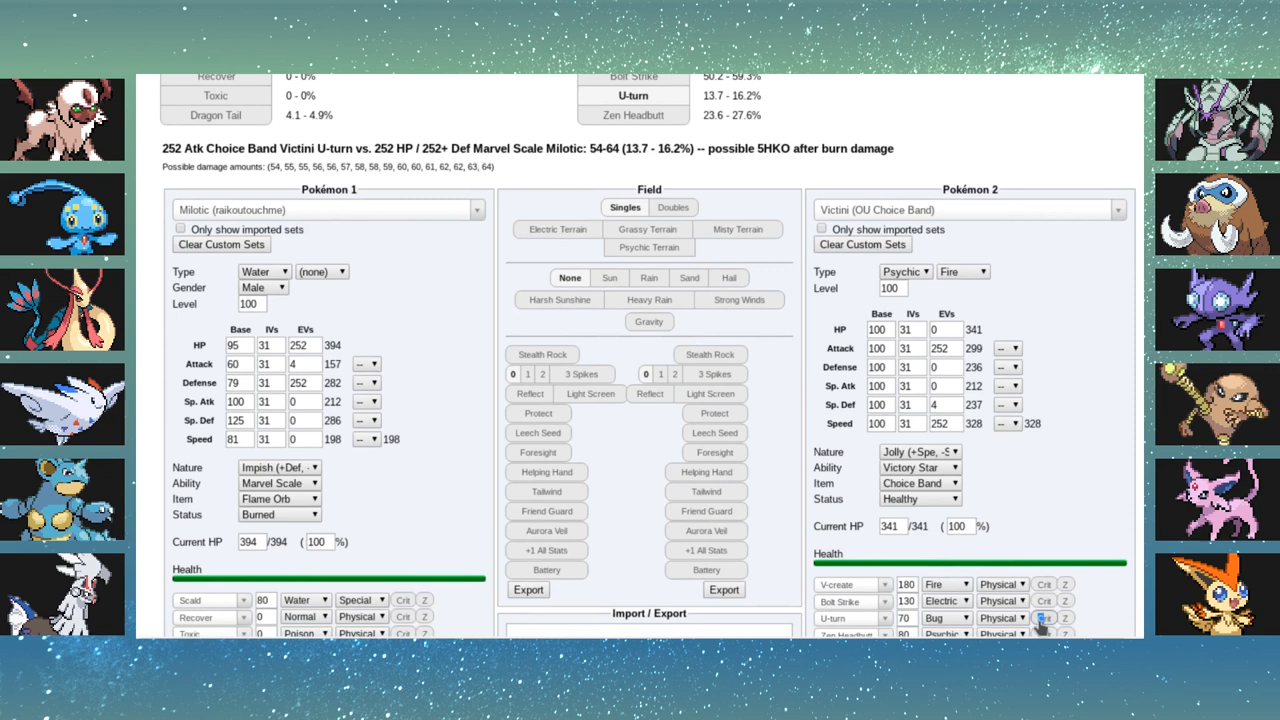 Recover 0 - 0% Bolt Strike 50.2 - 59.3%
Toxic 0 - 0% U-turn 13.7 - 16.2%
Dragon Tail 4.1 - 4.9% Zen Headbutt 23.6 - 27.6%
252 Atk Choice Band Victini U-turn vs. 252 HP / 252+ Def Marvel Scale Milotic: 54-64 (13.7 - 16.2%) -- possible 5HKO after burn damage
Possible damage amounts: (54, 55, 55, 56, 56, 57, 58, 58, 59, 60, 60, 61, 62, 62, 63, 64)
Pokémon 1
Milotic (raikoutouchme)
Only show imported sets
Clear Custom Sets
Type Water (none)
Gender Male
Level 100
Base IVs EVs
HP 95 31 252 394
Attack 60 31 4 157 --
Defense 79 31 252 282 --
Sp. Atk 100 31 0 212 --
Sp. Def 125 31 0 286 --
Speed 81 31 0 198 -- 198
Nature Impish (+Def, -
Ability Marvel Scale
Item Flame Orb
Status Burned
Current HP 394 /394 ( 100 %)
Health
Scald 80 Water Special Crit Z
Recover 0 Normal Physical Crit Z
Toxic 0 Poison Physical Crit Z
Field
Singles Doubles
Electric Terrain Grassy Terrain Misty Terrain
Psychic Terrain
None Sun Rain Sand Hail
Harsh Sunshine Heavy Rain Strong Winds
Gravity
Stealth Rock Stealth Rock
0 1 2 3 Spikes 0 1 2 3 Spikes
Reflect Light Screen Reflect Light Screen
Protect Protect
Leech Seed Leech Seed
Foresight Foresight
Helping Hand Helping Hand
Tailwind Tailwind
Friend Guard Friend Guard
Aurora Veil Aurora Veil
+1 All Stats +1 All Stats
Battery Battery
Export Export
Import / Export
Pokémon 2
Victini (OU Choice Band)
Only show imported sets
Clear Custom Sets
Type Psychic Fire
Level 100
Base IVs EVs
HP 100 31 0 341
Attack 100 31 252 299 --
Defense 100 31 0 236 --
Sp. Atk 100 31 0 212 --
Sp. Def 100 31 4 237 --
Speed 100 31 252 328 -- 328
Nature Jolly (+Spe, -S
Ability Victory Star
Item Choice Band
Status Healthy
Current HP 341 /341 ( 100 %)
Health
V-create 180 Fire Physical Crit Z
Bolt Strike 130 Electric Physical Crit Z
U-turn 70 Bug Physical Crit Z
Zen Headbutt 80 Psychic Physical Crit Z